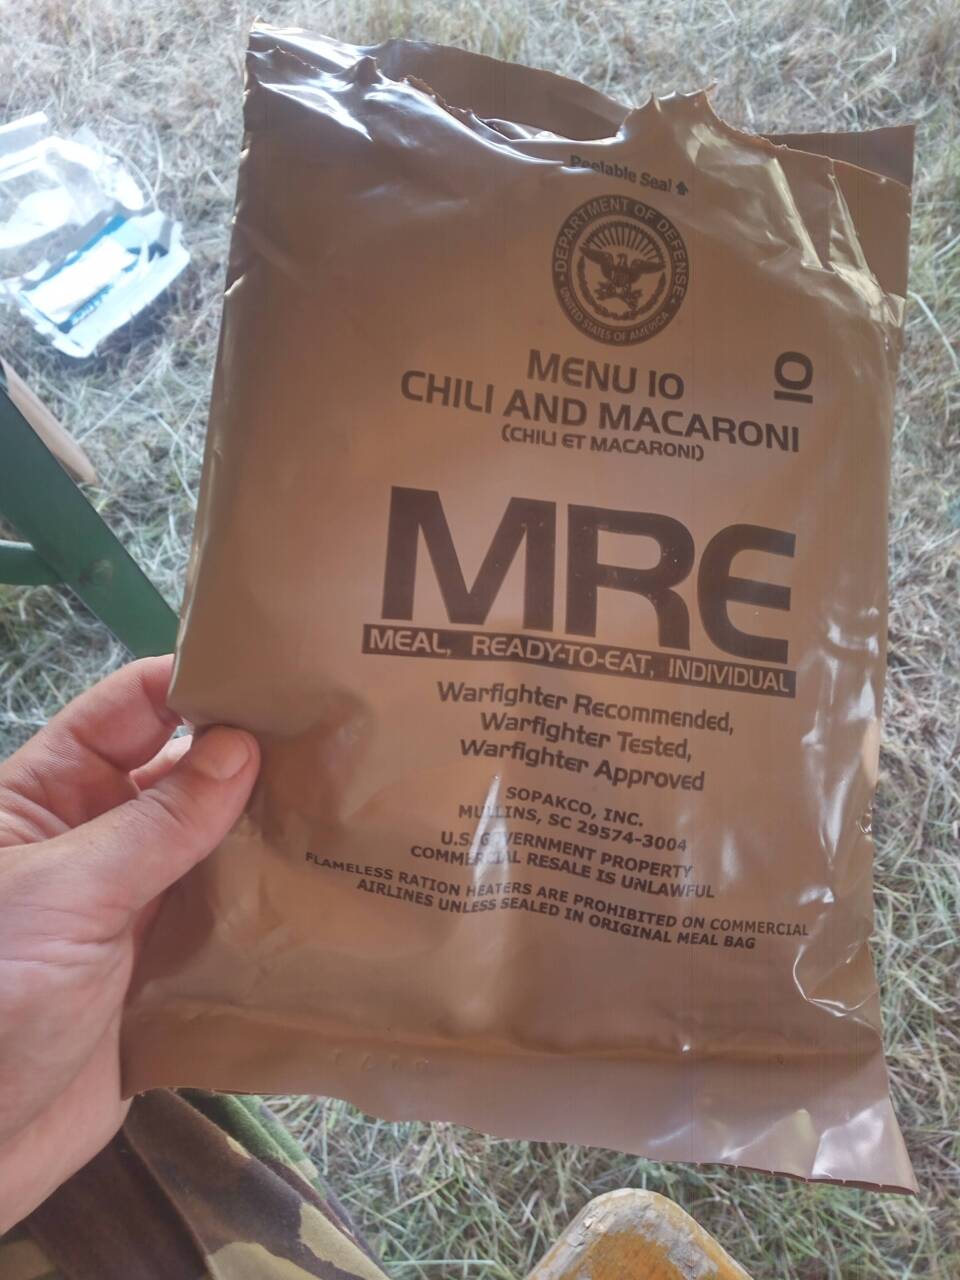 Peelable Seal
DEPARTMENT OF DEFENSE
UNITED STATES OF AMERICA
MENU 10
10
CHILI AND MACARONI
(CHILI ET MACARONI)
MRE
MEAL, READY-TO-EAT, INDIVIDUAL
Warfighter Recommended,
Warfighter Tested,
Warfighter Approved
SOPAKCO, INC.
MULLINS, SC 29574-3004
U.S. GOVERNMENT PROPERTY
COMMERCIAL RESALE IS UNLAWFUL
FLAMELESS RATION HEATERS ARE PROHIBITED ON COMMERCIAL
AIRLINES UNLESS SEALED IN ORIGINAL MEAL BAG